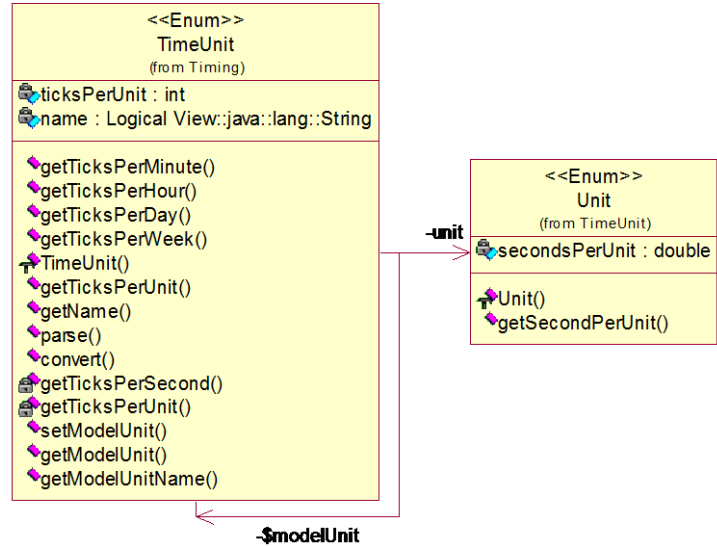 <<Enum>>
TimeUnit
(from Timing)
ticksPerUnit : int
name : Logical View::java::lang::String
getTicksPerMinute()
getTicksPerHour()
getTicksPerDay()
getTicksPerWeek()
TimeUnit()
getTicksPerUnit()
getName()
parse()
convert()
getTicksPerSecond()
getTicksPerUnit()
setModelUnit()
getModelUnit()
getModelUnitName()
-unit
<<Enum>>
Unit
(from TimeUnit)
secondsPerUnit : double
Unit()
getSecondPerUnit()
-$modelUnit